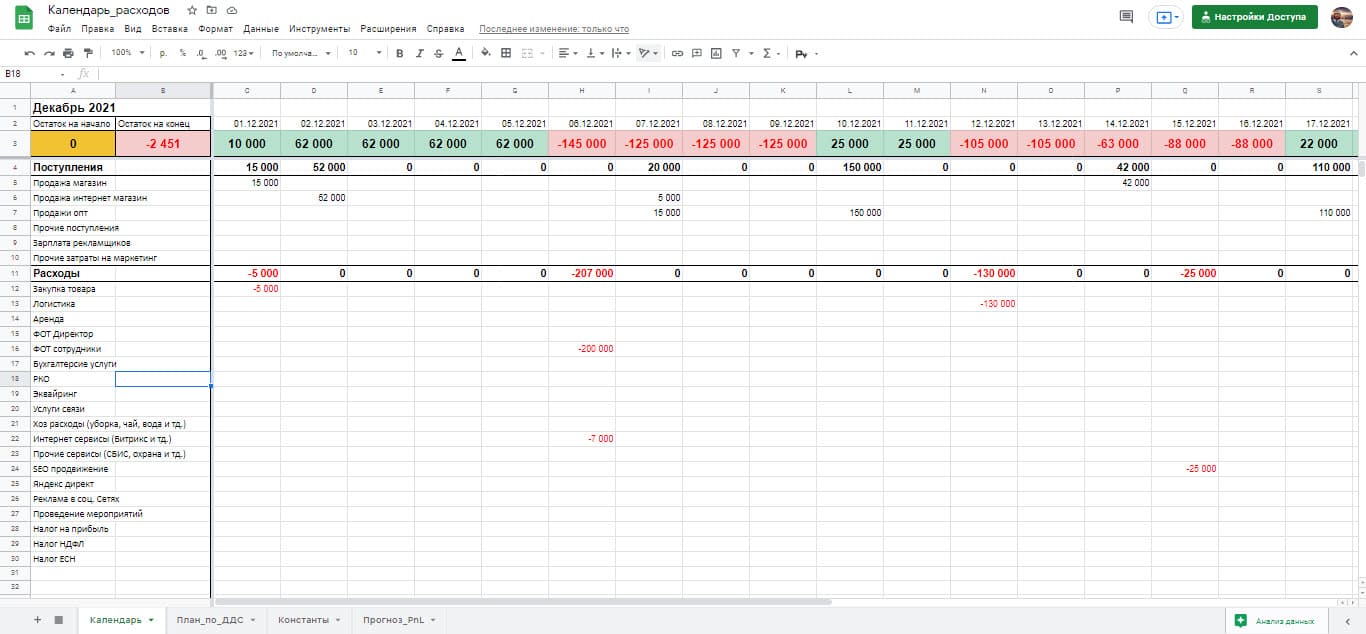 Календарь_расходов
Файл Правка Вид Вставка Формат Данные Инструменты Расширения Справка Последнее изменение: только что
Настройки Доступа
100% р. % .0 .00 123 По умолча... 10 B I S A
B18 fx
A B C D E F G H I J K L M N O P Q R S
1 Декабрь 2021
2 Остаток на начало Остаток на конец 01.12.2021 02.12.2021 03.12.2021 04.12.2021 05.12.2021 06.12.2021 07.12.2021 08.12.2021 09.12.2021 10.12.2021 11.12.2021 12.12.2021 13.12.2021 14.12.2021 15.12.2021 16.12.2021 17.12.2021
3 0 -2 451 10 000 62 000 62 000 62 000 62 000 -145 000 -125 000 -125 000 -125 000 25 000 25 000 -105 000 -105 000 -63 000 -88 000 -88 000 22 000
4 Поступления 15 000 52 000 0 0 0 0 20 000 0 0 150 000 0 0 0 42 000 0 0 110 000
5 Продажа магазин 15 000 42 000
6 Продажа интернет магазин 52 000 5 000
7 Продажи опт 15 000 150 000 110 000
8 Прочие поступления
9 Зарплата рекламщиков
10 Прочие затраты на маркетинг
11 Расходы -5 000 0 0 0 0 -207 000 0 0 0 0 0 -130 000 0 0 -25 000 0 0
12 Закупка товара -5 000
13 Логистика -130 000
14 Аренда
15 ФОТ Директор
16 ФОТ сотрудники -200 000
17 Бухгалтерсие услуги
18 РКО
19 Эквайринг
20 Услуги связи
21 Хоз расходы (уборка, чай, вода и тд.)
22 Интернет сервисы (Битрикс и тд.) -7 000
23 Прочие сервисы (СБИС, охрана и тд.)
24 SEO продвижение -25 000
25 Яндекс директ
26 Реклама в соц. Сетях
27 Проведение мероприятий
28 Налог на прибыль
29 Налог НДФЛ
30 Налог ЕСН
31
32
Календарь План_по_ДДС Константы Прогноз_PnL Анализ данных